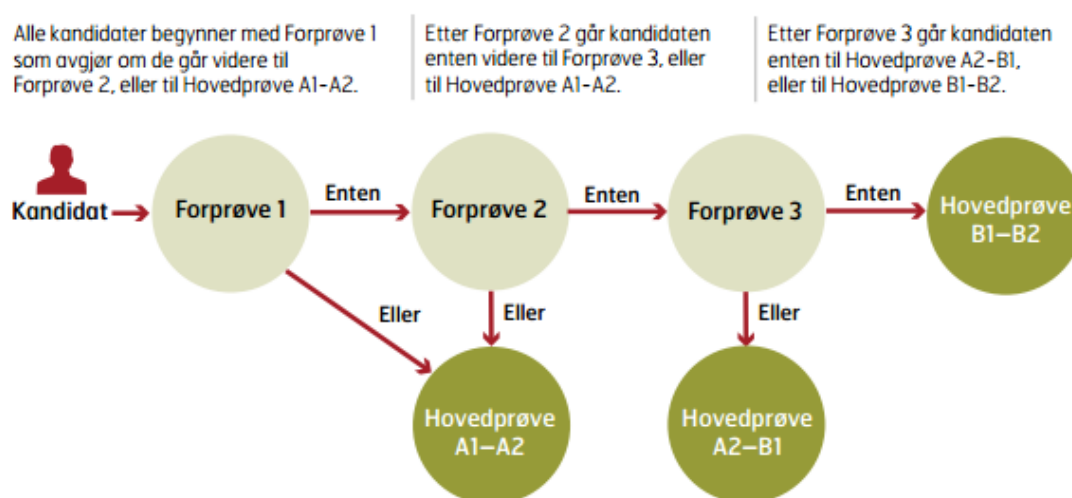 Alle kandidater begynner med Forprøve 1
som avgjør om de går videre til
Forprøve 2, eller til Hovedprøve A1-A2.
Etter Forprøve 2 går kandidaten
enten videre til Forprøve 3, eller
til Hovedprøve A1-A2.
Etter Forprøve 3 går kandidaten
enten til Hovedprøve A2-B1,
eller til Hovedprøve B1-B2.
Kandidat
Forprøve 1
Enten
Forprøve 2
Enten
Forprøve 3
Enten
Hovedprøve
B1–B2
Eller
Eller
Eller
Hovedprøve
A1–A2
Hovedprøve
A2–B1